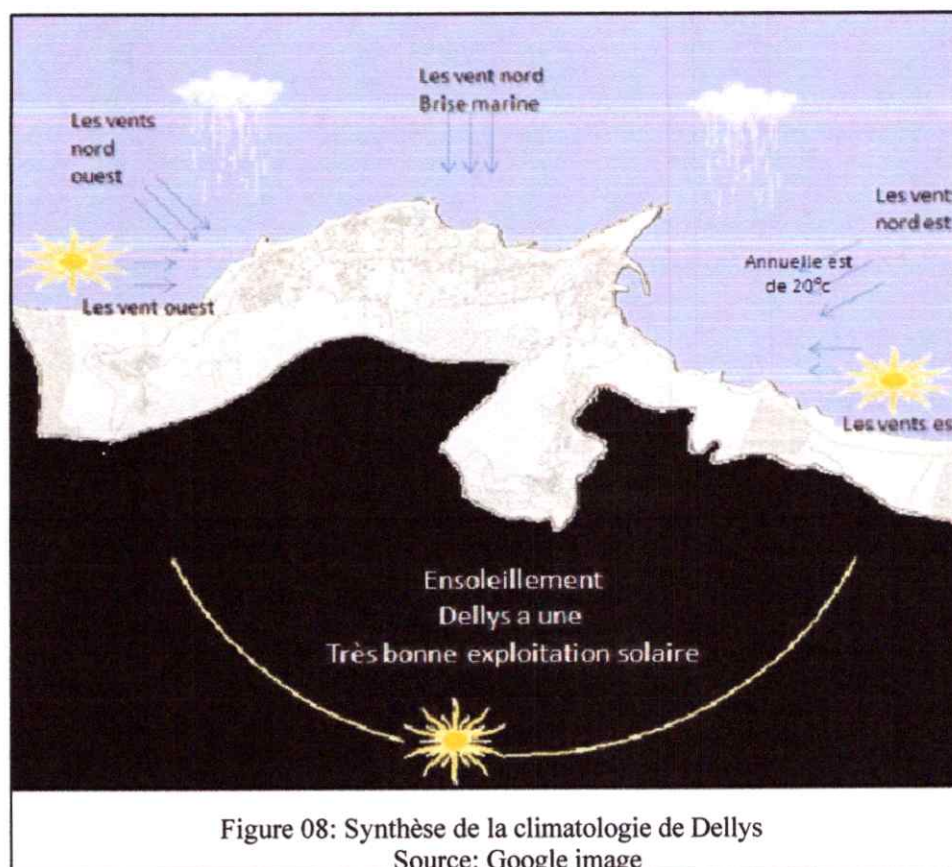 Les vent nord
Brise marine
Les vents
nord
ouest
Les vent
nord est
Annuelle est
de 20°c
Les vent ouest
Les vents es
Ensoleillement
Dellys a une
Très bonne exploitation solaire
Figure 08: Synthèse de la climatologie de Dellys
Source: Google image